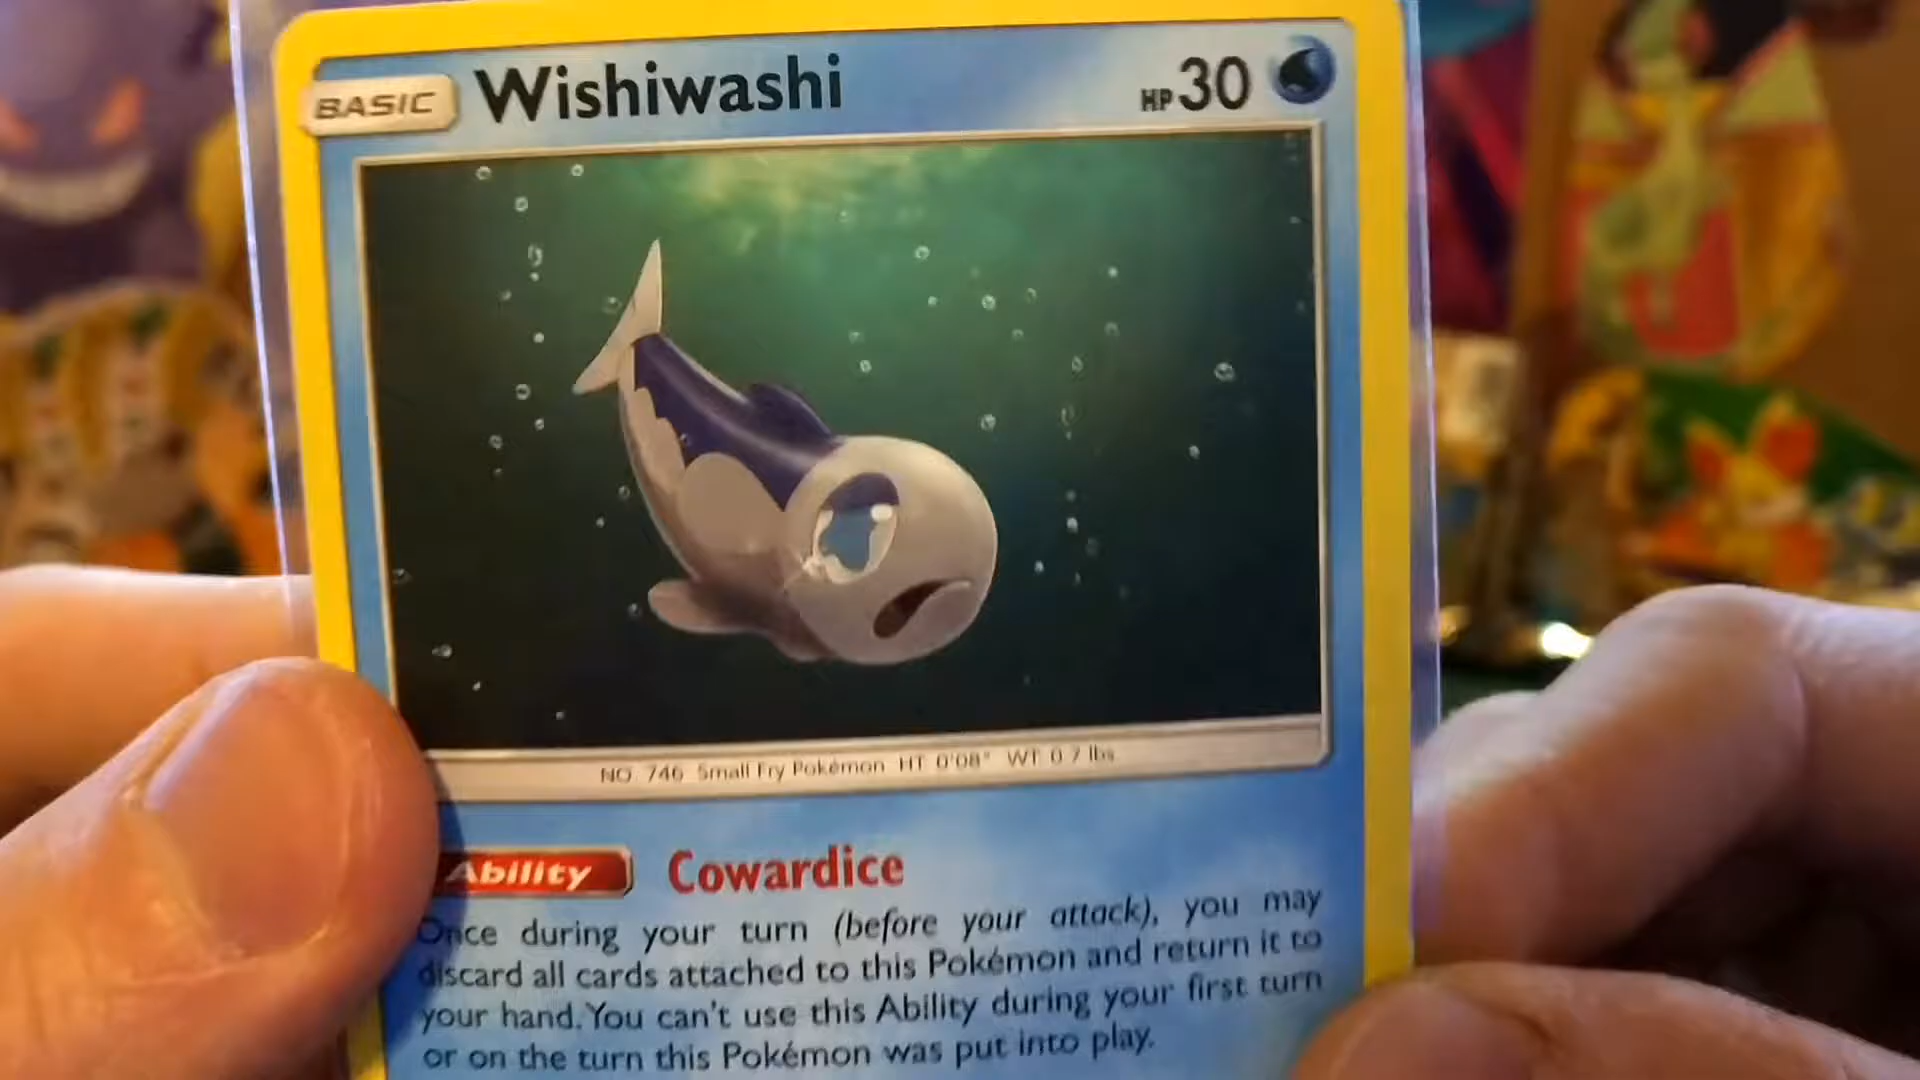 BASIC Wishiwashi HP 30
NO 746 Small Fry Pokémon HT 0'08" WT 0.7 lbs
Ability Cowardice
Once during your turn (before your attack), you may
discard all cards attached to this Pokémon and return it to
your hand. You can't use this Ability during your first turn
or on the turn this Pokémon was put into play.